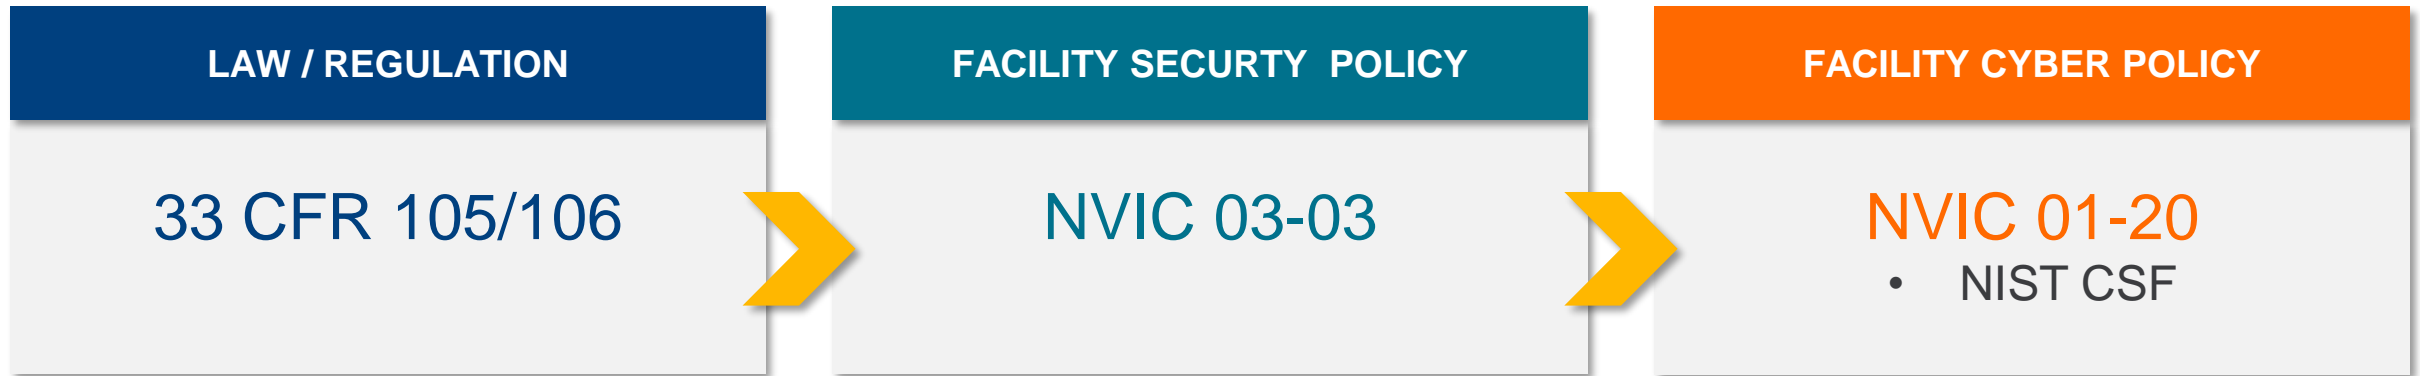 LAW / REGULATION
33 CFR 105/106
FACILITY SECURTY  POLICY
NVIC 03-03
FACILITY CYBER POLICY
NVIC 01-20
• NIST CSF